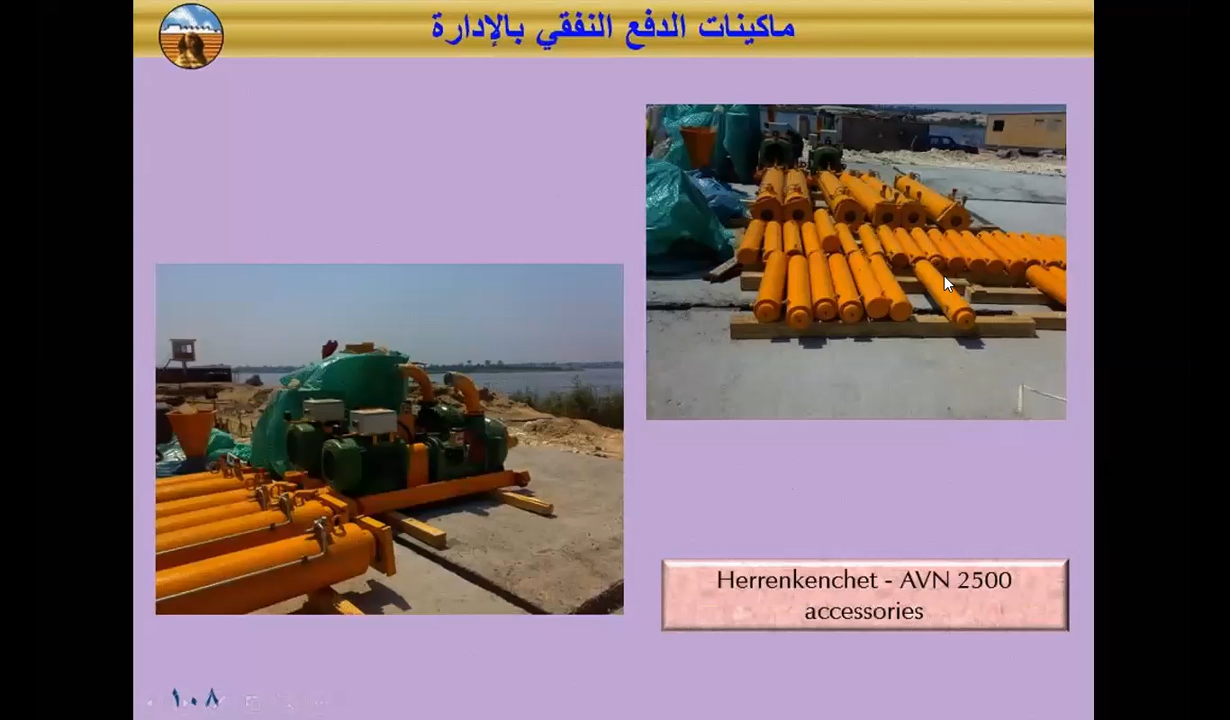 ماكينات الدفع النفقي بالإدارة
Herrenkenchet - AVN 2500
accessories
١٠٨